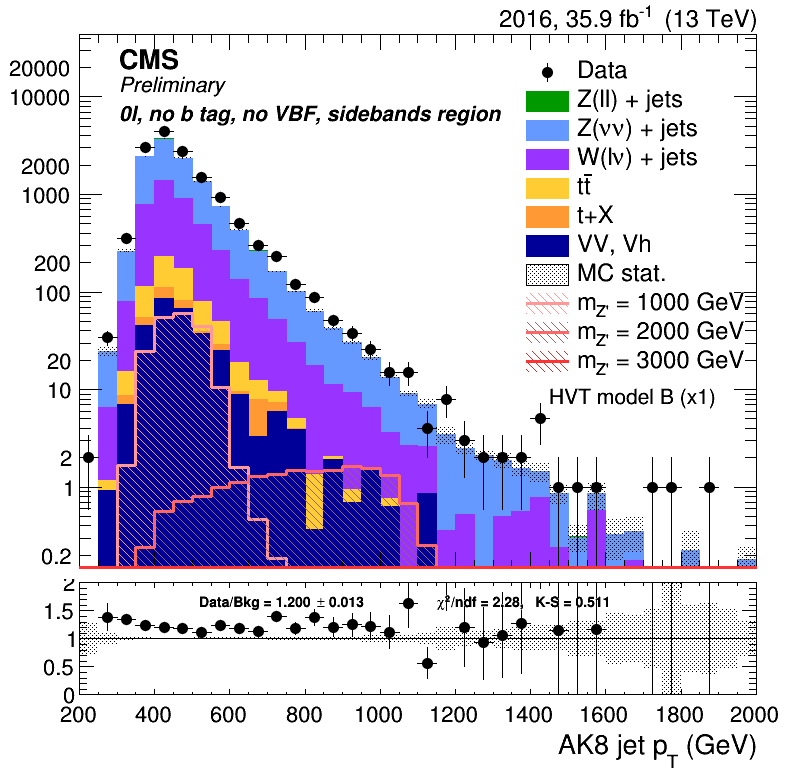 2016, 35.9 fb⁻¹ (13 TeV)
CMS
Preliminary
0l, no b tag, no VBF, sidebands region
Data
Z(ll) + jets
Z(νν) + jets
W(lν) + jets
tt̄
t+X
VV, Vh
MC stat.
m_Z' = 1000 GeV
m_Z' = 2000 GeV
m_Z' = 3000 GeV
HVT model B (x1)
20000
10000
2000
1000
200
100
20
10
2
1
0.2
Data/Bkg = 1.200 ± 0.013 χ²/ndf = 2.28, K-S = 0.511
2
1.5
1
0.5
0
200 400 600 800 1000 1200 1400 1600 1800 2000
AK8 jet p_T (GeV)